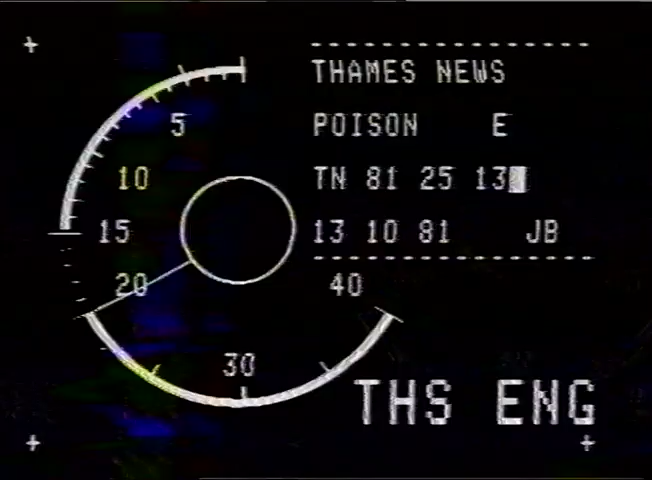 THAMES NEWS
POISON E
TN 81 25 13
13 10 81 JB
5
10
15
20
30
40
THS ENG